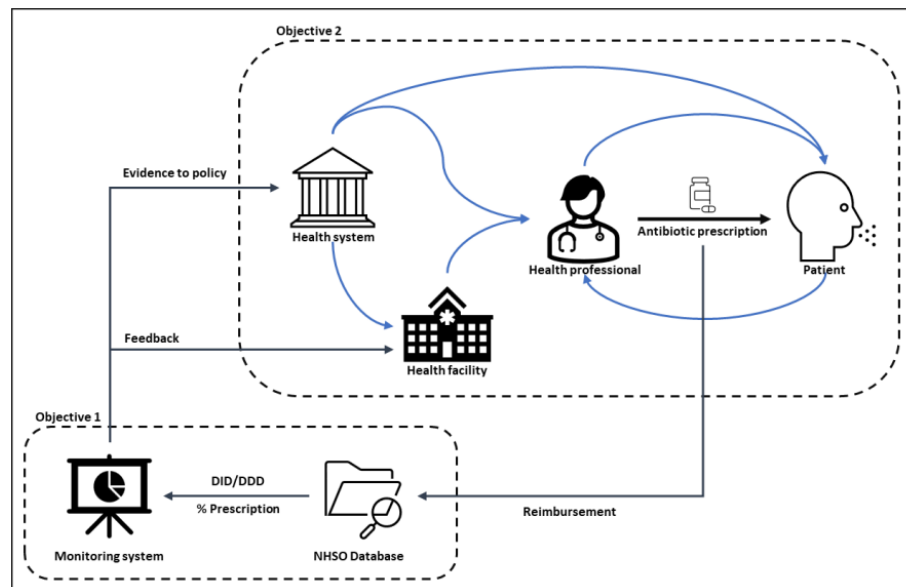 Objective 2
Evidence to policy
Health system
Health professional
Antibiotic prescription
Patient
Feedback
Health facility
Objective 1
DID/DDD
% Prescription
Reimbursement
Monitoring system
NHSO Database